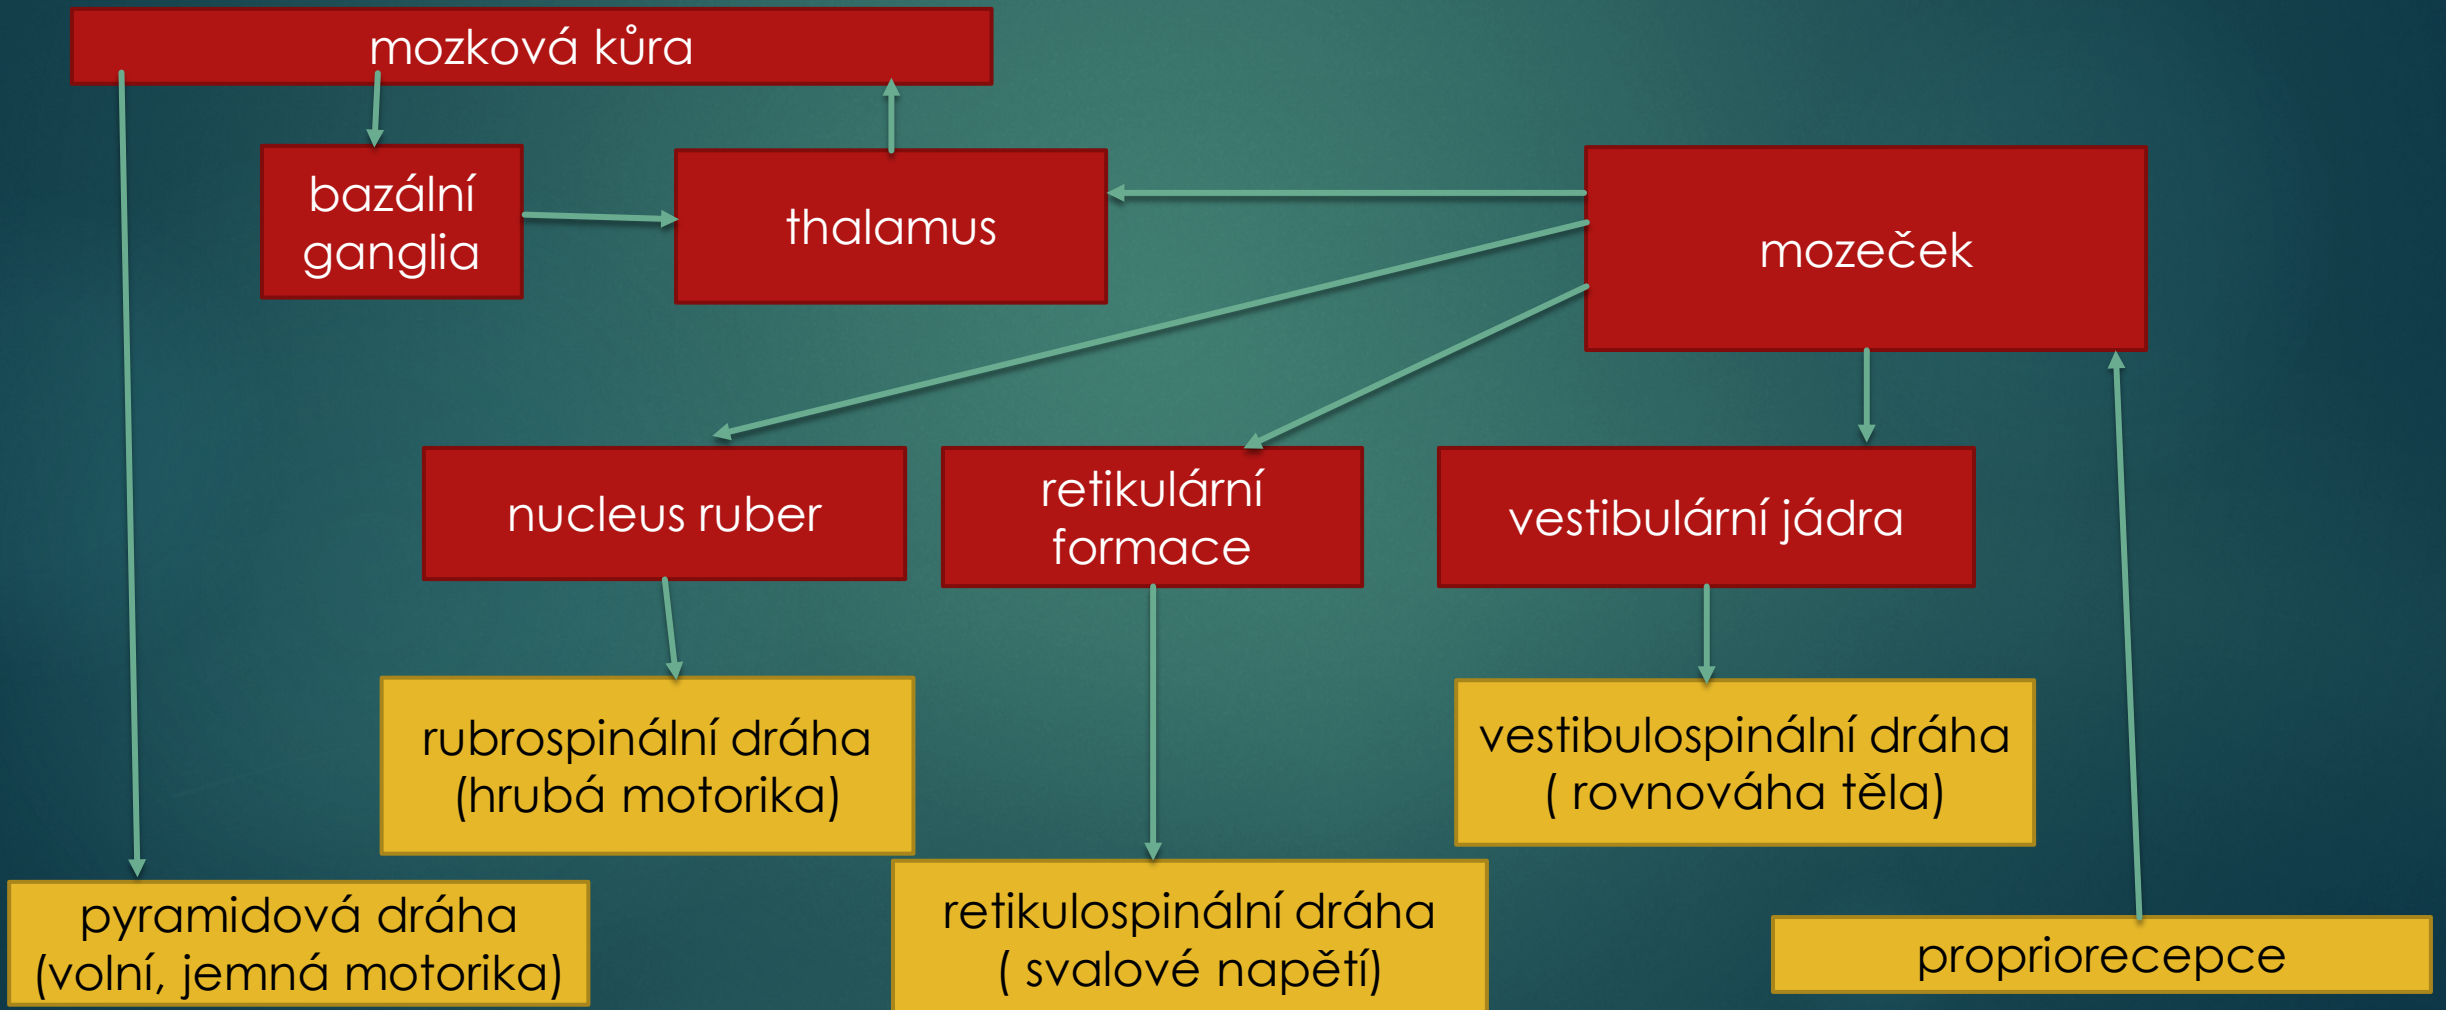 mozková kůra
bazální
ganglia
thalamus
mozeček
nucleus ruber
retikulární
formace
vestibulární jádra
rubrospinální dráha
(hrubá motorika)
vestibulospinální dráha
( rovnováha těla)
pyramidová dráha
(volní, jemná motorika)
retikulospinální dráha
( svalové napětí)
propriorecepce